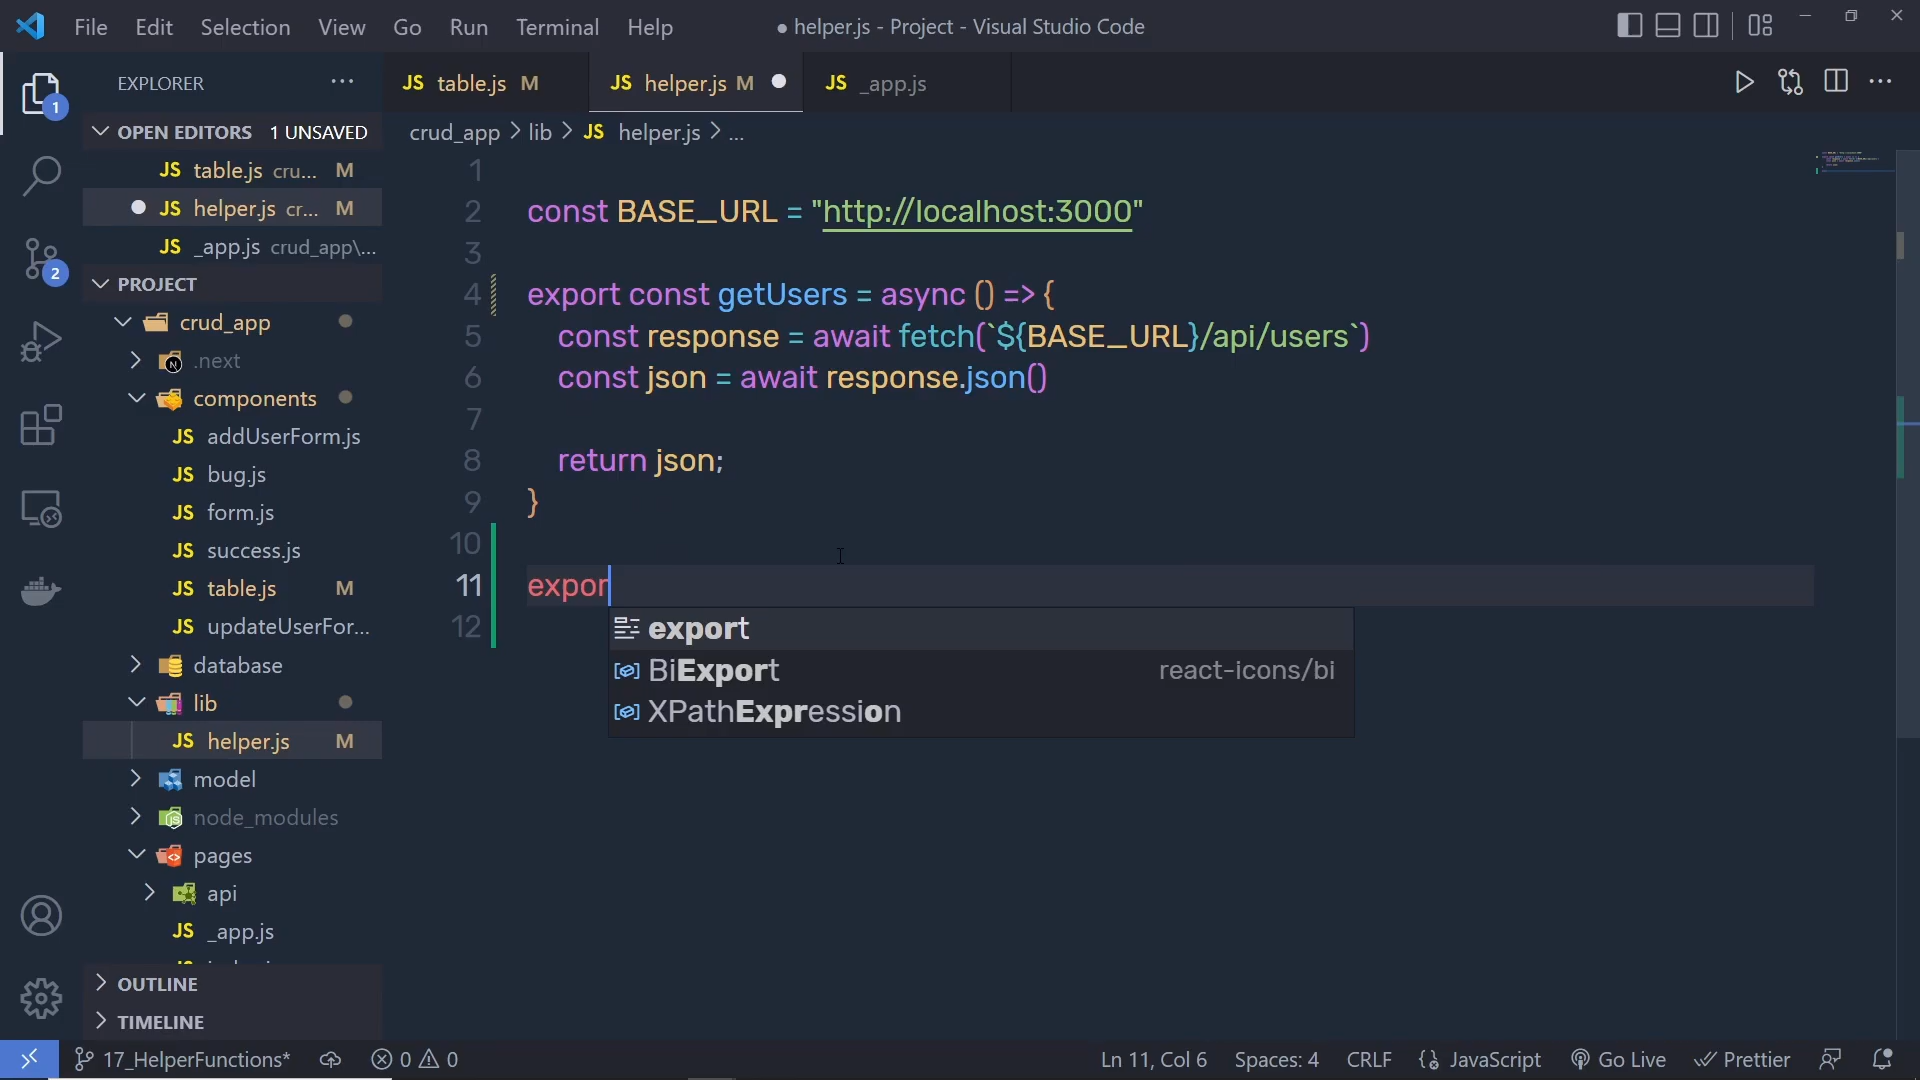 File Edit Selection View Go Run Terminal Help
● helper.js - Project - Visual Studio Code
EXPLORER
OPEN EDITORS 1 UNSAVED
JS table.js cru... M
JS helper.js cr... M
JS _app.js crud_app\...
PROJECT
crud_app
.next
components
JS addUserForm.js
JS bug.js
JS form.js
JS success.js
JS table.js M
JS updateUserFor...
database
lib
JS helper.js M
model
node_modules
pages
api
JS _app.js
OUTLINE
TIMELINE
1
2
JS table.js M
JS helper.js M
JS _app.js
crud_app > lib > JS helper.js > ...
1
2 const BASE_URL = "http://localhost:3000"
3
4 export const getUsers = async () => {
5 const response = await fetch(`${BASE_URL}/api/users`)
6 const json = await response.json()
7
8 return json;
9 }
10
11 expor
12
export
BiExport react-icons/bi
XPathExpression
17_HelperFunctions* 0 0
Ln 11, Col 6 Spaces: 4 CRLF {} JavaScript Go Live Prettier